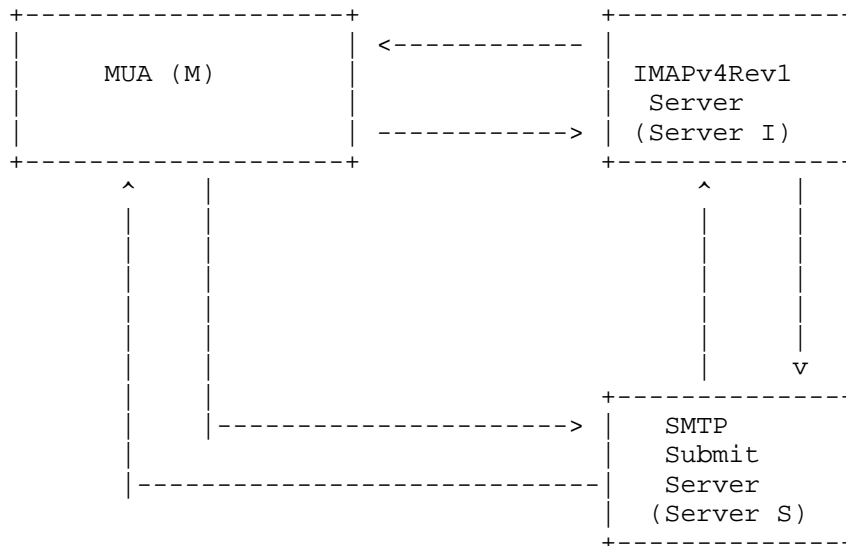 MUA (M)
IMAPv4Rev1
Server
(Server I)
SMTP
Submit
Server
(Server S)
v